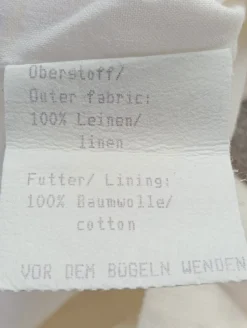 Oberstoff/
Outer fabric:
100% Leinen/
linen
Futter/ Lining:
100% Baumwolle/
cotton
VOR DEM BÜGELN WENDEN